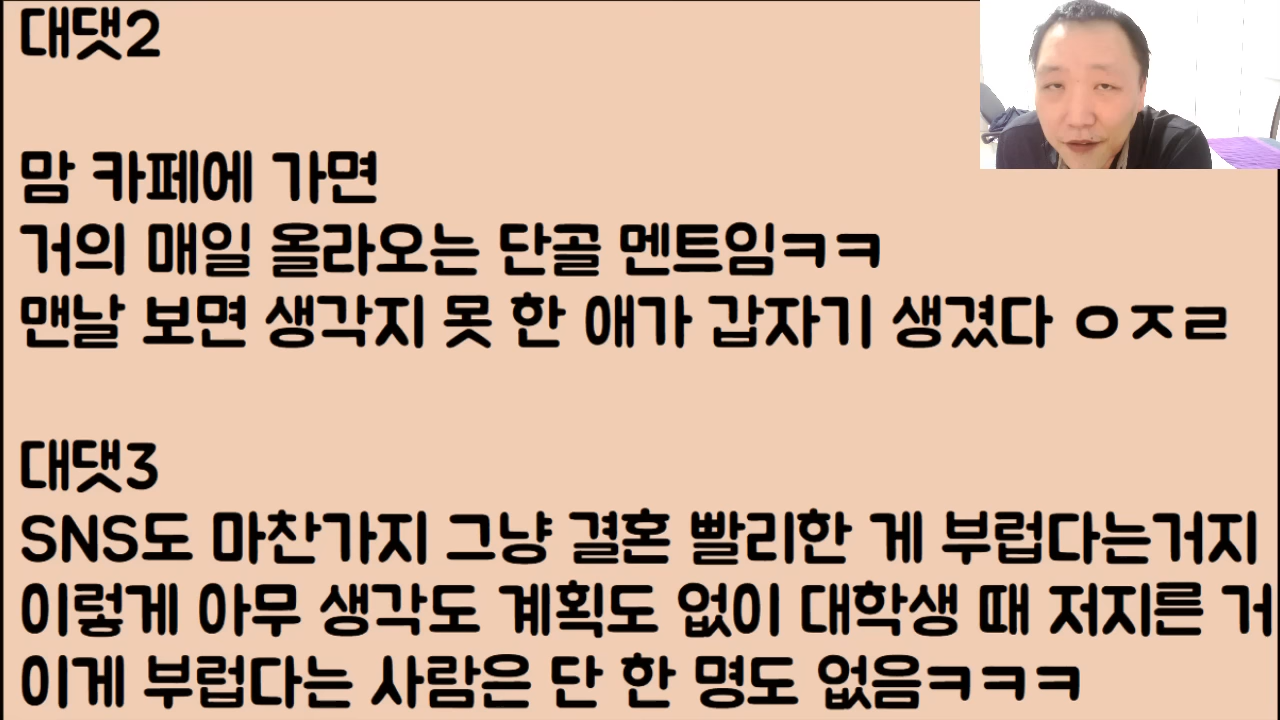 대댓2
맘 카페에 가면
거의 매일 올라오는 단골 멘트임ㅋㅋ
맨날 보면 생각지 못 한 애가 갑자기 생겼다 ㅇㅈㄹ
대댓3
SNS도 마찬가지 그냥 결혼 빨리한 게 부럽다는거지
이렇게 아무 생각도 계획도 없이 대학생 때 저지른 거
이게 부럽다는 사람은 단 한 명도 없음ㅋㅋㅋ